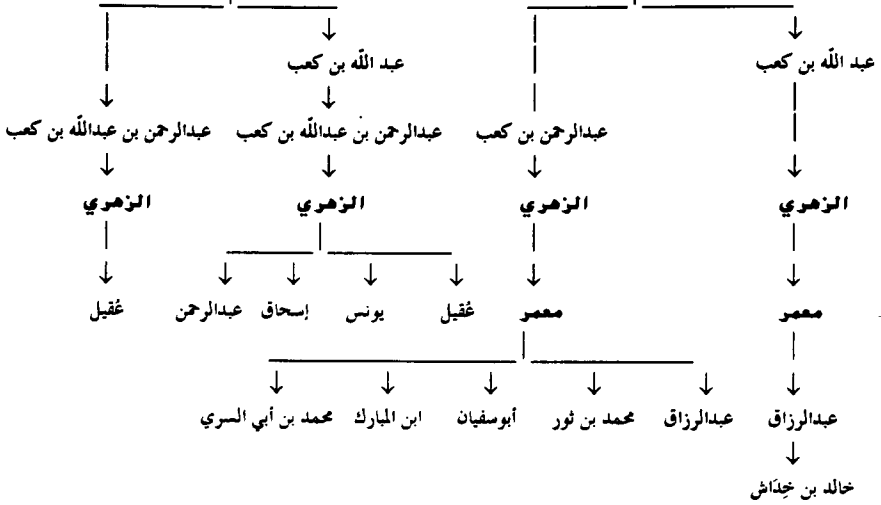 عبد الله بن كعب عبد الله بن كعب
عبدالرحمن بن كعب عبدالرحمن بن عبدالله بن كعب عبدالرحمن بن عبدالله بن كعب
الزهري الزهري الزهري الزهري
معمر معمر عُقيل يونس إسحاق عبدالرحمن عُقيل
عبدالرزاق عبدالرزاق محمد بن ثور أبوسفيان ابن المبارك محمد بن أبي السري
خالد بن خِدَاش